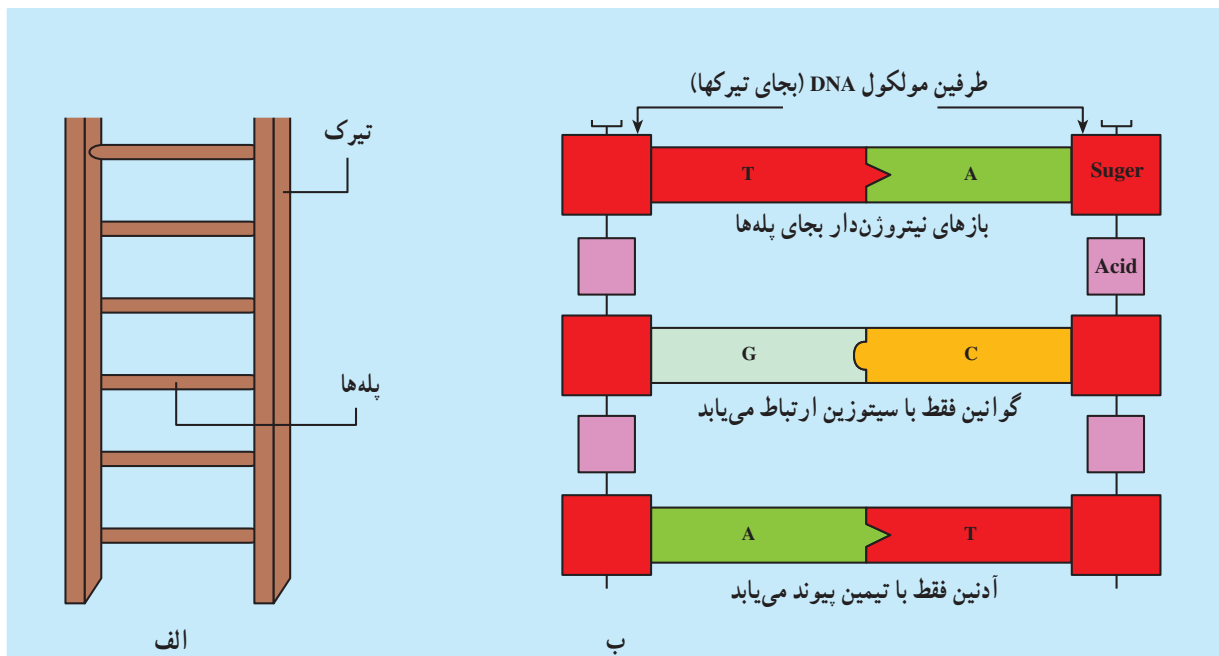 طرفین مولکول DNA (بجای تیرکها)
تیرک
T
A
Suger
بازهای نیتروژن‌دار بجای پله‌ها
Acid
G
C
پله‌ها
گوانین فقط با سیتوزین ارتباط می‌یابد
A
T
آدنین فقط با تیمین پیوند می‌یابد
ب
الف